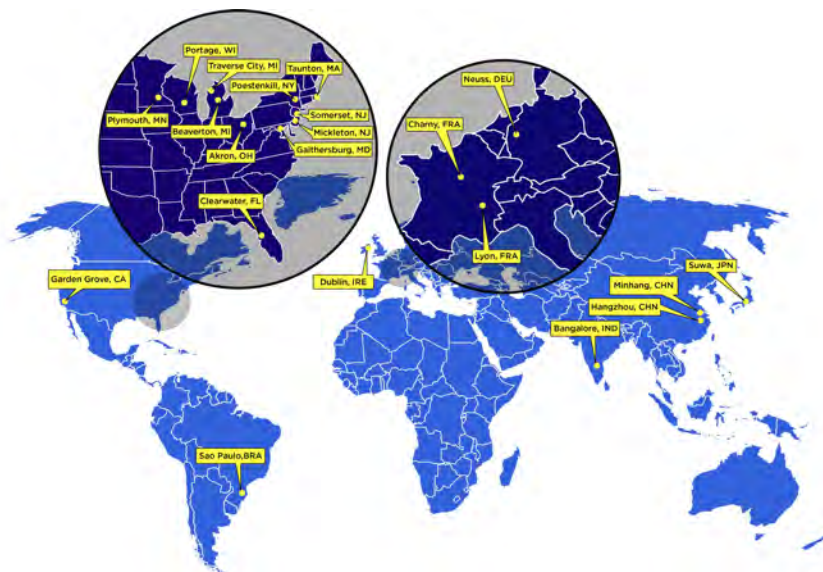 Portage, WI
Traverse City, MI
Taunton, MA
Poestenkill, NY
Plymouth, MN
Somerset, NJ
Beaverton, MI
Mickleton, NJ
Akron, OH
Gaithersburg, MD
Clearwater, FL
Neuss, DEU
Charny, FRA
Lyon, FRA
Garden Grove, CA
Dublin, IRE
Suwa, JPN
Minhang, CHN
Hangzhou, CHN
Bangalore, IND
Sao Paulo,BRA